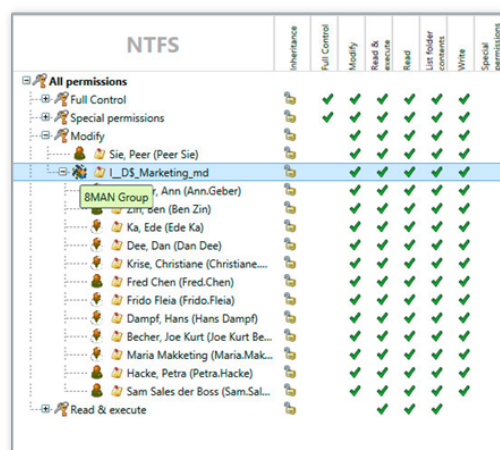 NTFS
Inheritance
Full Control
Modify
Read & execute
Read
List folder contents
Write
Special permissions
All permissions
Full Control
Special permissions
Modify
Sie, Peer (Peer Sie)
l__D$_Marketing_md
8MAN Group
r, Ann (Ann.Geber)
Zin, Ben (Ben Zin)
Ka, Ede (Ede Ka)
Dee, Dan (Dan Dee)
Krise, Christiane (Christiane....
Fred Chen (Fred.Chen)
Frido Fleia (Frido.Fleia)
Dampf, Hans (Hans Dampf)
Becher, Joe Kurt (Joe Kurt Be...
Maria Makketing (Maria.Mak...
Hacke, Petra (Petra.Hacke)
Sam Sales der Boss (Sam.Sal...
Read & execute